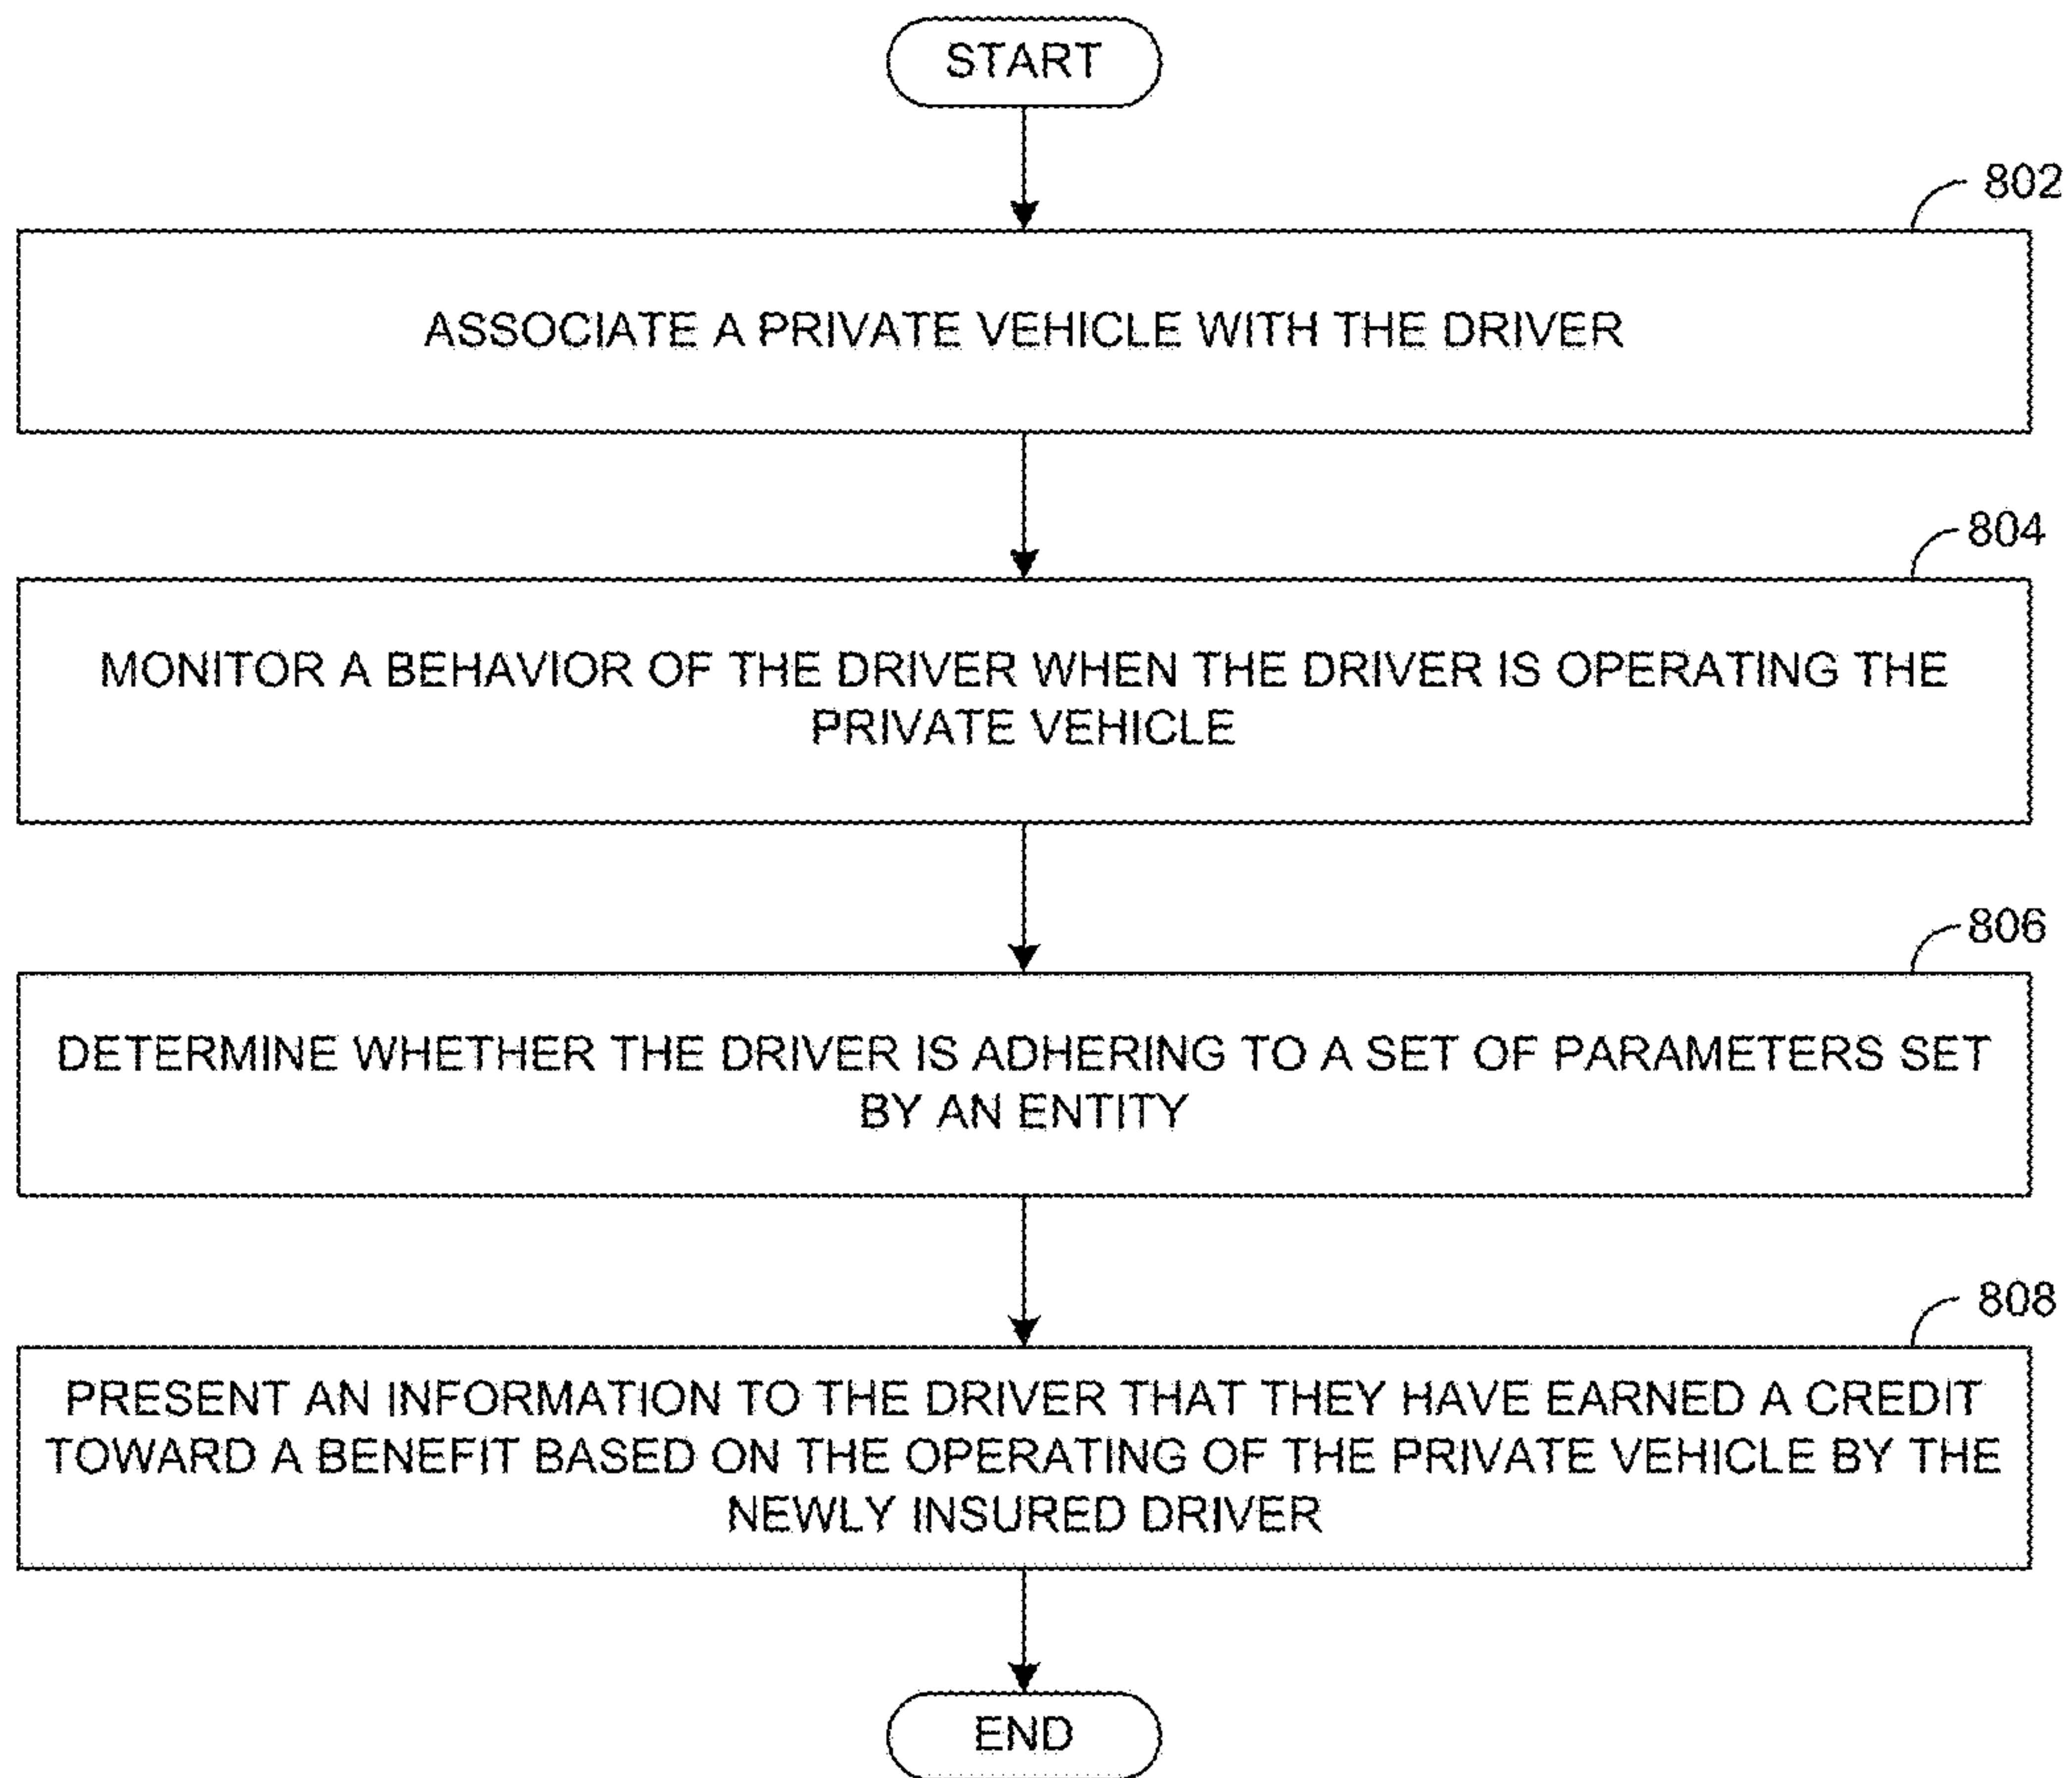 START
802
ASSOCIATE A PRIVATE VEHICLE WITH THE DRIVER
804
MONITOR A BEHAVIOR OF THE DRIVER WHEN THE DRIVER IS OPERATING THE
PRIVATE VEHICLE
806
DETERMINE WHETHER THE DRIVER IS ADHERING TO A SET OF PARAMETERS SET
BY AN ENTITY
808
PRESENT AN INFORMATION TO THE DRIVER THAT THEY HAVE EARNED A CREDIT
TOWARD A BENEFIT BASED ON THE OPERATING OF THE PRIVATE VEHICLE BY THE
NEWLY INSURED DRIVER
END